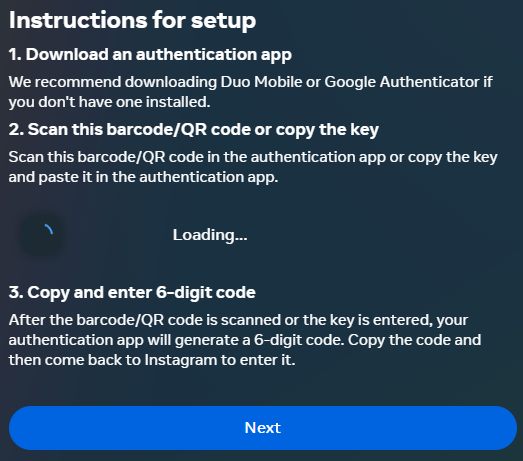 Instructions for setup
1. Download an authentication app
We recommend downloading Duo Mobile or Google Authenticator if
you don't have one installed.
2. Scan this barcode/QR code or copy the key
Scan this barcode/QR code in the authentication app or copy the key
and paste it in the authentication app.
Loading...
3. Copy and enter 6-digit code
After the barcode/QR code is scanned or the key is entered, your
authentication app will generate a 6-digit code. Copy the code and
then come back to Instagram to enter it.
Next